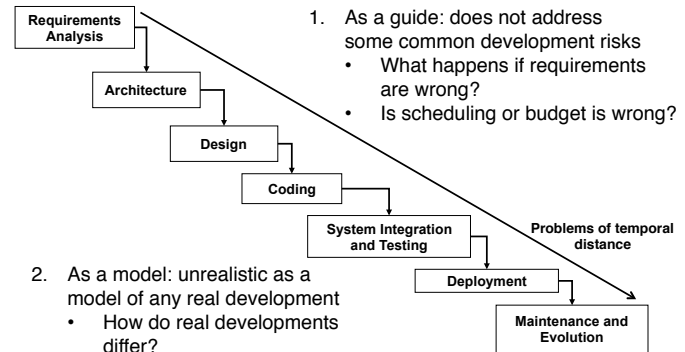 Requirements
Analysis
1. As a guide: does not address
some common development risks
• What happens if requirements
are wrong?
• Is scheduling or budget is wrong?
Architecture
Design
Coding
System Integration
and Testing
Problems of temporal
distance
Deployment
Maintenance and
Evolution
2. As a model: unrealistic as a
model of any real development
• How do real developments
differ?